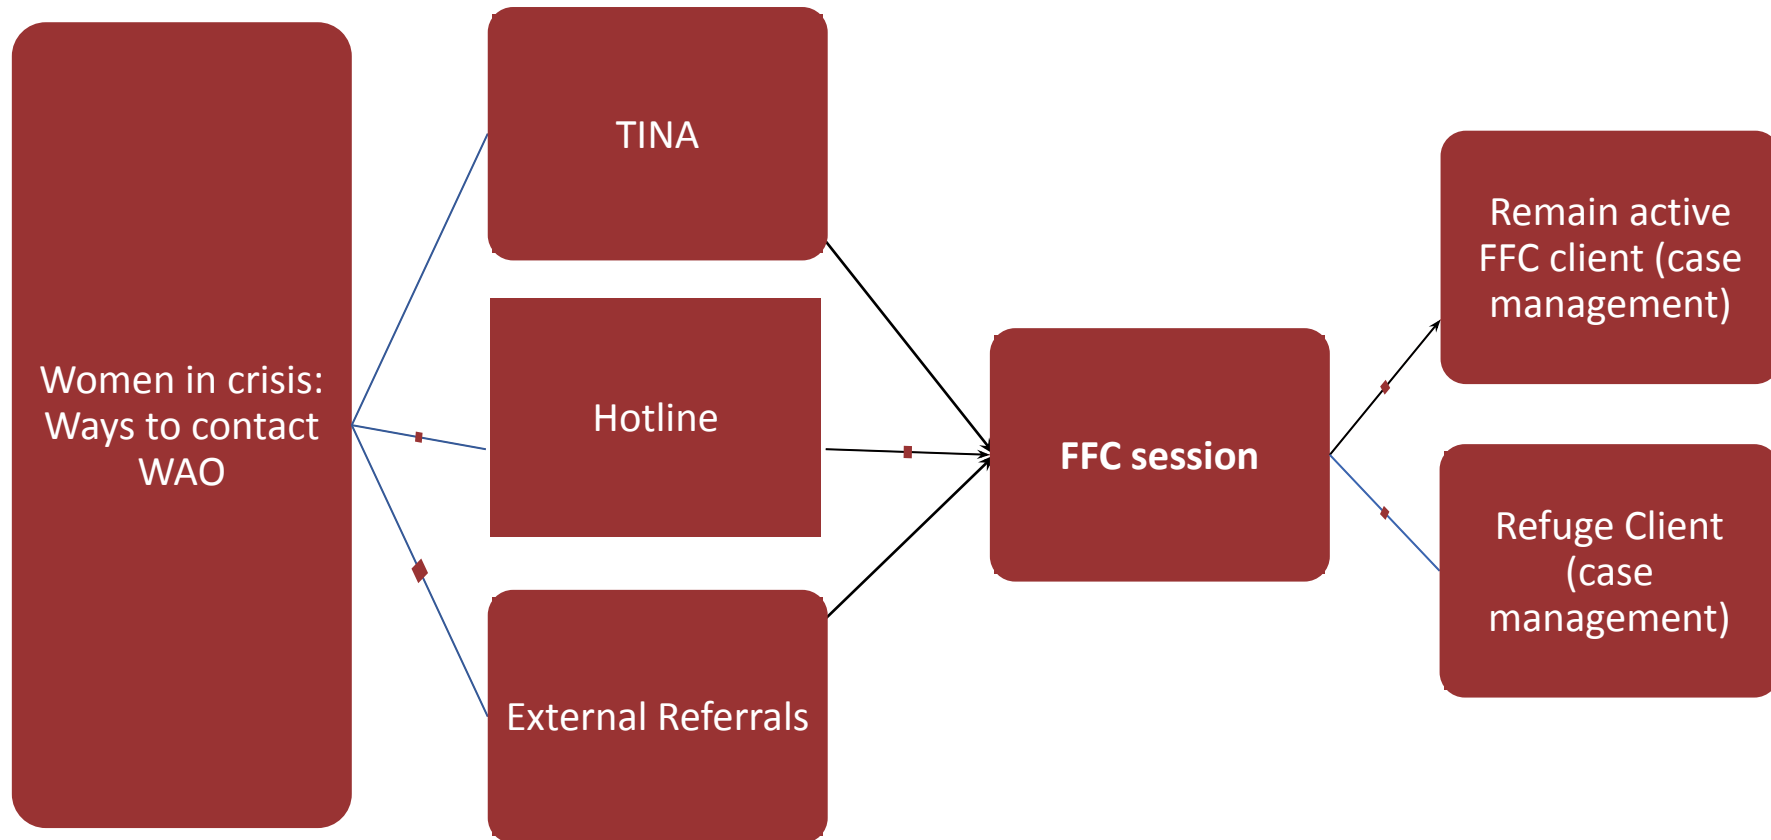 Women in crisis:
Ways to contact
WAO
TINA
Hotline
External Referrals
FFC session
Remain active
FFC client (case
management)
Refuge Client
(case
management)